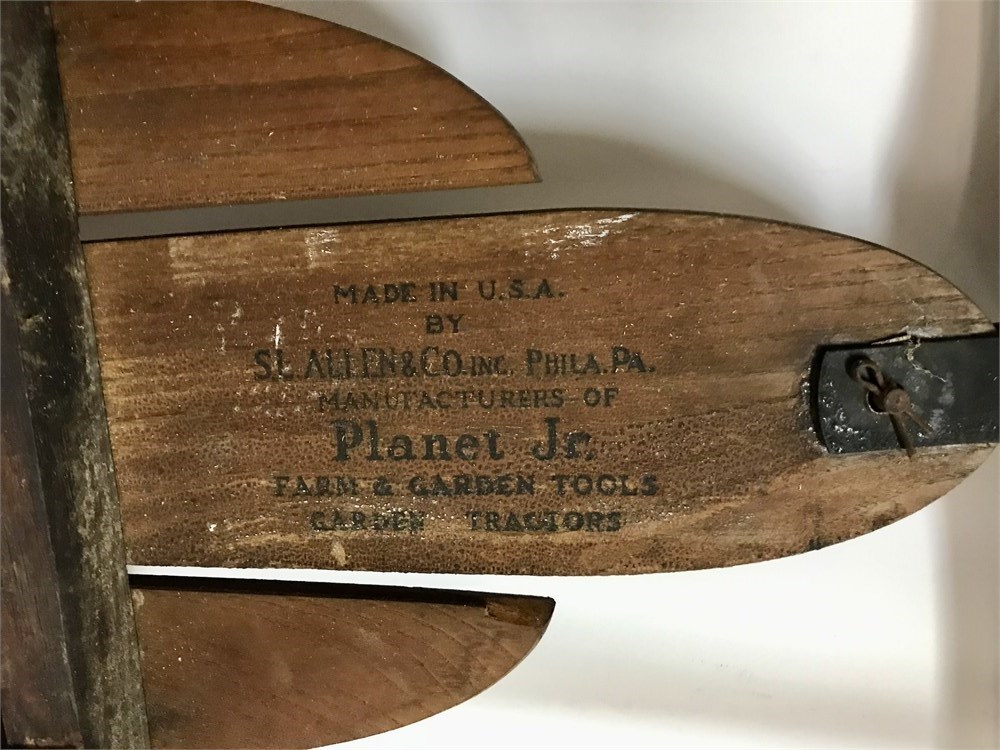 MADE IN U.S.A.
BY
S.L. ALLEN & CO. INC. PHILA. PA.
MANUFACTURERS OF
Planet Jr.
FARM & GARDEN TOOLS
GARDEN TRACTORS